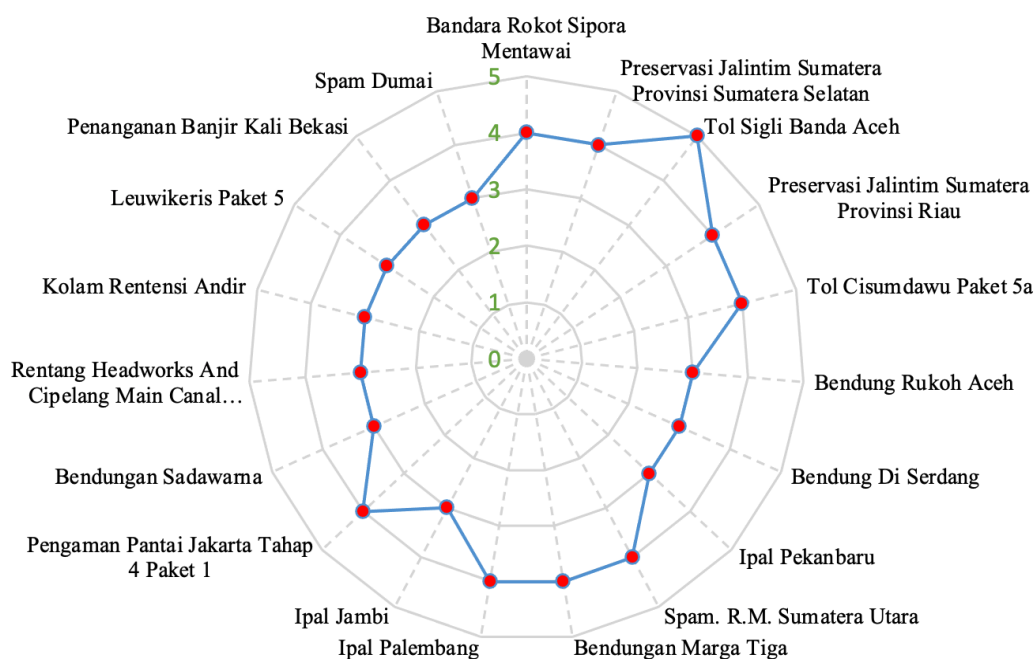 Bandara Rokot Sipora
Mentawai
Preservasi Jalintim Sumatera
Provinsi Sumatera Selatan
Tol Sigli Banda Aceh
Preservasi Jalintim Sumatera
Provinsi Riau
Tol Cisumdawu Paket 5a
Bendung Rukoh Aceh
Bendung Di Serdang
Ipal Pekanbaru
Spam. R.M. Sumatera Utara
Bendungan Marga Tiga
Ipal Palembang
Ipal Jambi
Pengaman Pantai Jakarta Tahap
4 Paket 1
Bendungan Sadawarna
Rentang Headworks And
Cipelang Main Canal…
Kolam Rentensi Andir
Leuwikeris Paket 5
Penanganan Banjir Kali Bekasi
Spam Dumai
5
4
3
2
1
0